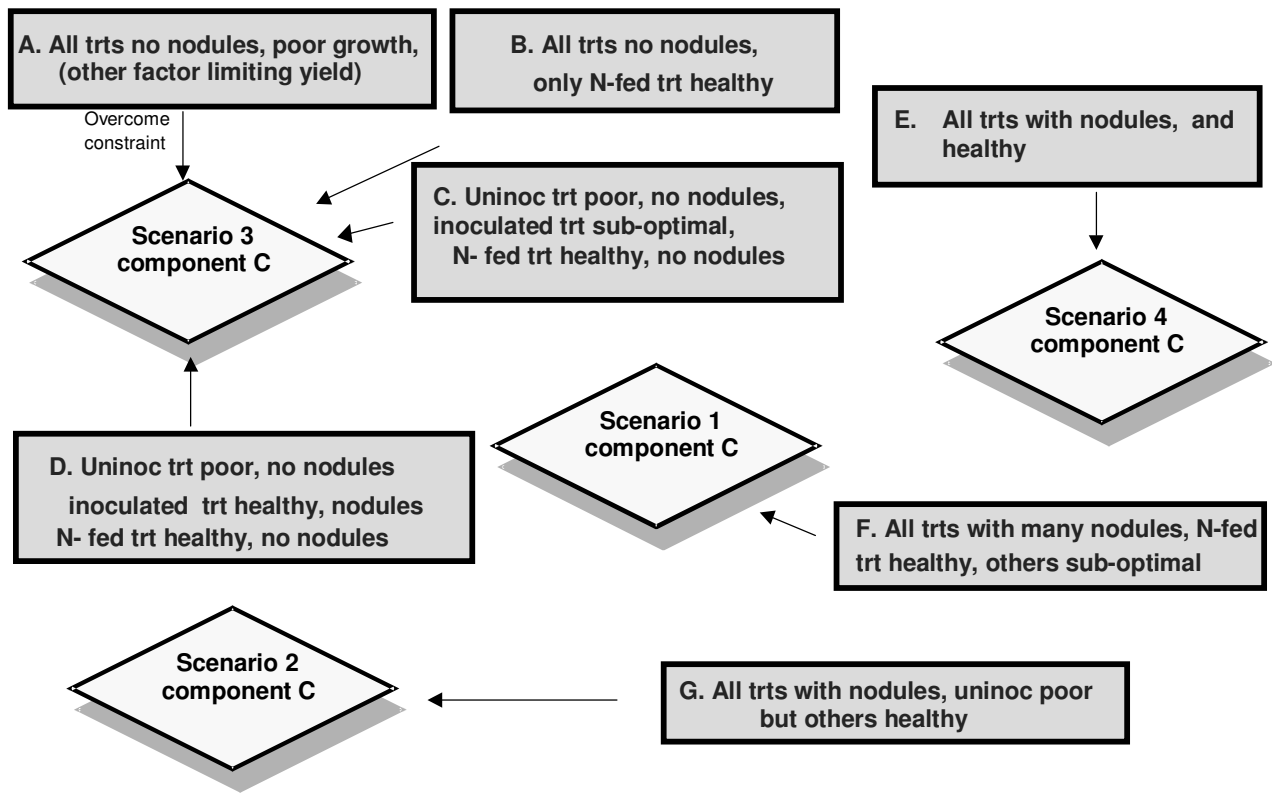 A. All trts no nodules, poor growth,
(other factor limiting yield)
B. All trts no nodules,
only N-fed trt healthy
E. All trts with nodules, and
healthy
Overcome
constraint
C. Uninoc trt poor, no nodules,
inoculated trt sub-optimal,
N- fed trt healthy, no nodules
Scenario 3
component C
Scenario 4
component C
Scenario 1
component C
D. Uninoc trt poor, no nodules
inoculated trt healthy, nodules
N- fed trt healthy, no nodules
F. All trts with many nodules, N-fed
trt healthy, others sub-optimal
Scenario 2
component C
G. All trts with nodules, uninoc poor
but others healthy